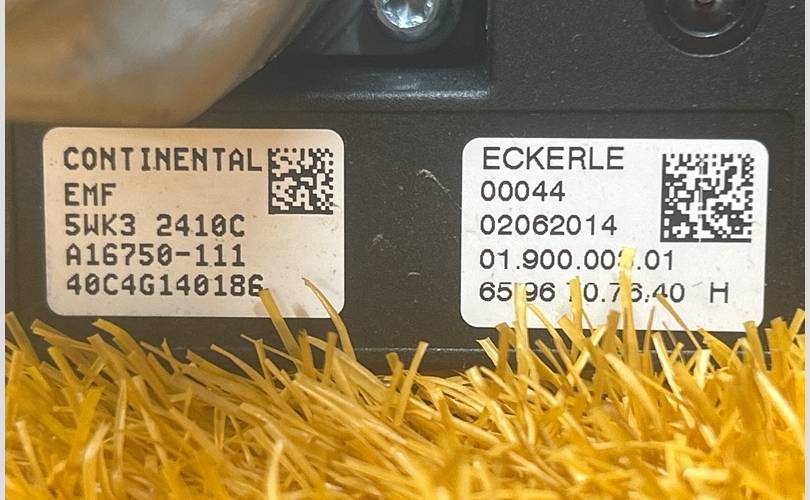 CONTINENTAL
EMF
5WK3 2410C
A16750-111
40C4G140186
ECKERLE
00044
02062014
H